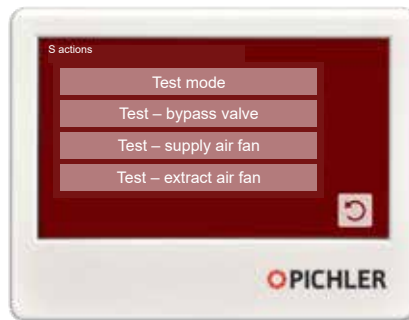 S actions
Test mode
Test – bypass valve
Test – supply air fan
Test – extract air fan
PICHLER